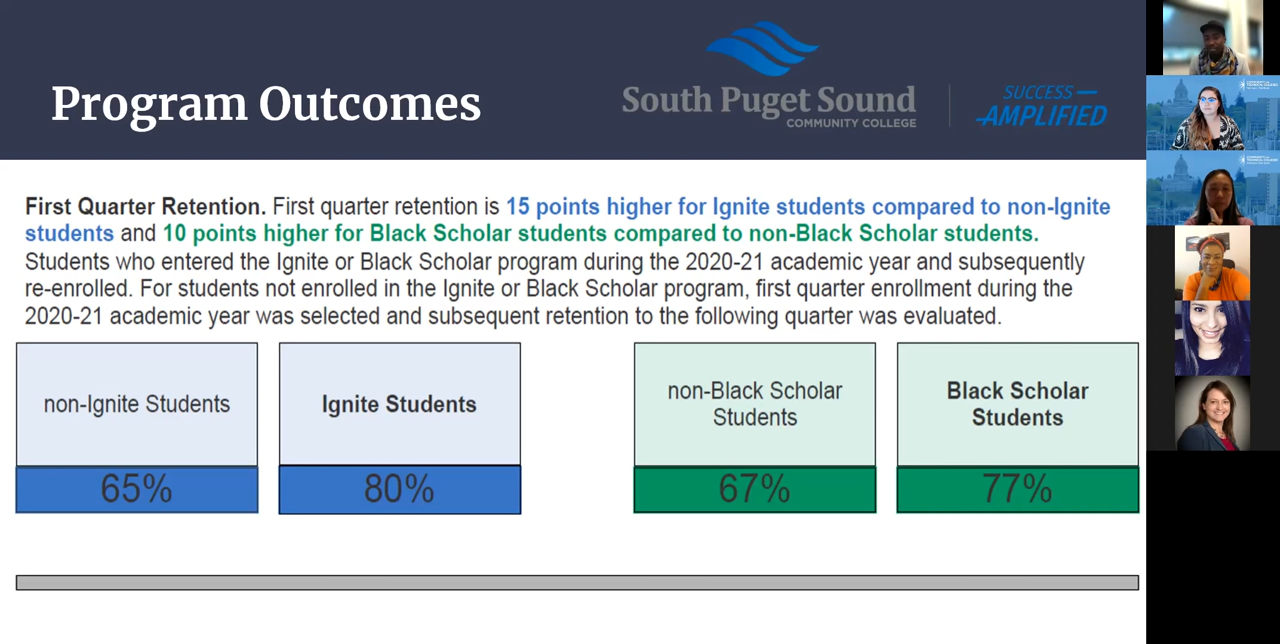 Program Outcomes
South Puget Sound
COMMUNITY COLLEGE
SUCCESS
AMPLIFIED
First Quarter Retention. First quarter retention is 15 points higher for Ignite students compared to non-Ignite
students and 10 points higher for Black Scholar students compared to non-Black Scholar students.
Students who entered the Ignite or Black Scholar program during the 2020-21 academic year and subsequently
re-enrolled. For students not enrolled in the Ignite or Black Scholar program, first quarter enrollment during the
2020-21 academic year was selected and subsequent retention to the following quarter was evaluated.
non-Ignite Students
65%
Ignite Students
80%
non-Black Scholar
Students
67%
Black Scholar
Students
77%